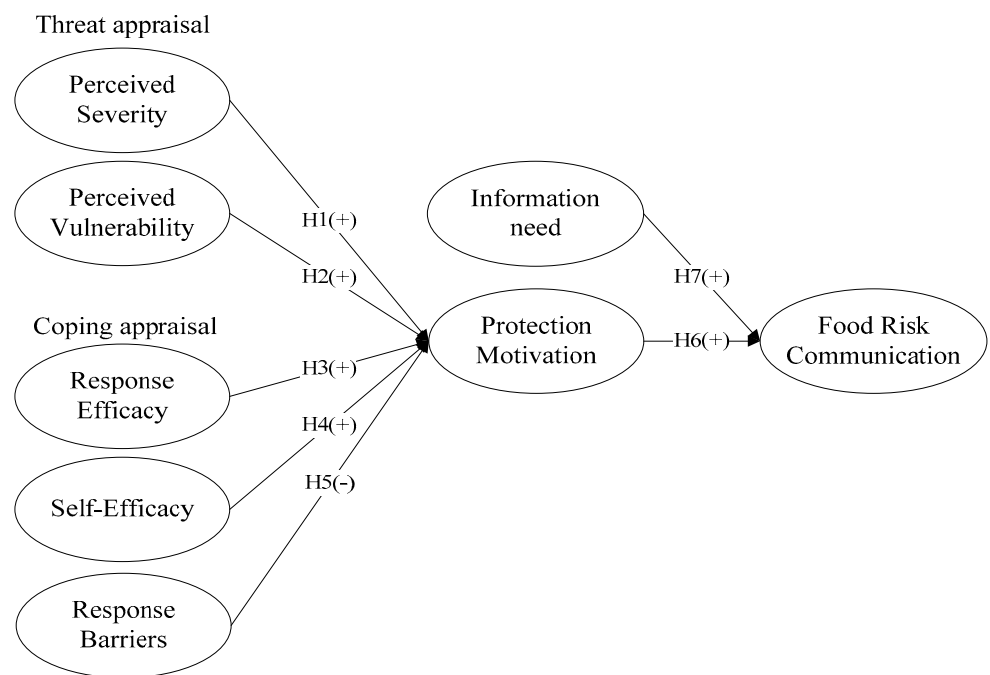 Threat appraisal
Perceived
Severity
Perceived
Vulnerability
H1(+)
H2(+)
Information
need
H7(+)
Coping appraisal
Response
Efficacy
H3(+)
Protection
Motivation
H6(+)
Food Risk
Communication
H4(+)
Self-Efficacy
H5(-)
Response
Barriers